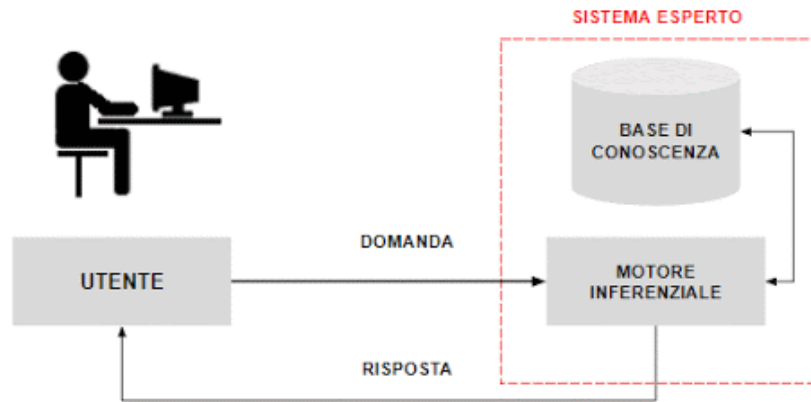 SISTEMA ESPERTO
BASE DI
CONOSCENZA
DOMANDA
UTENTE
MOTORE
INFERENZIALE
RISPOSTA